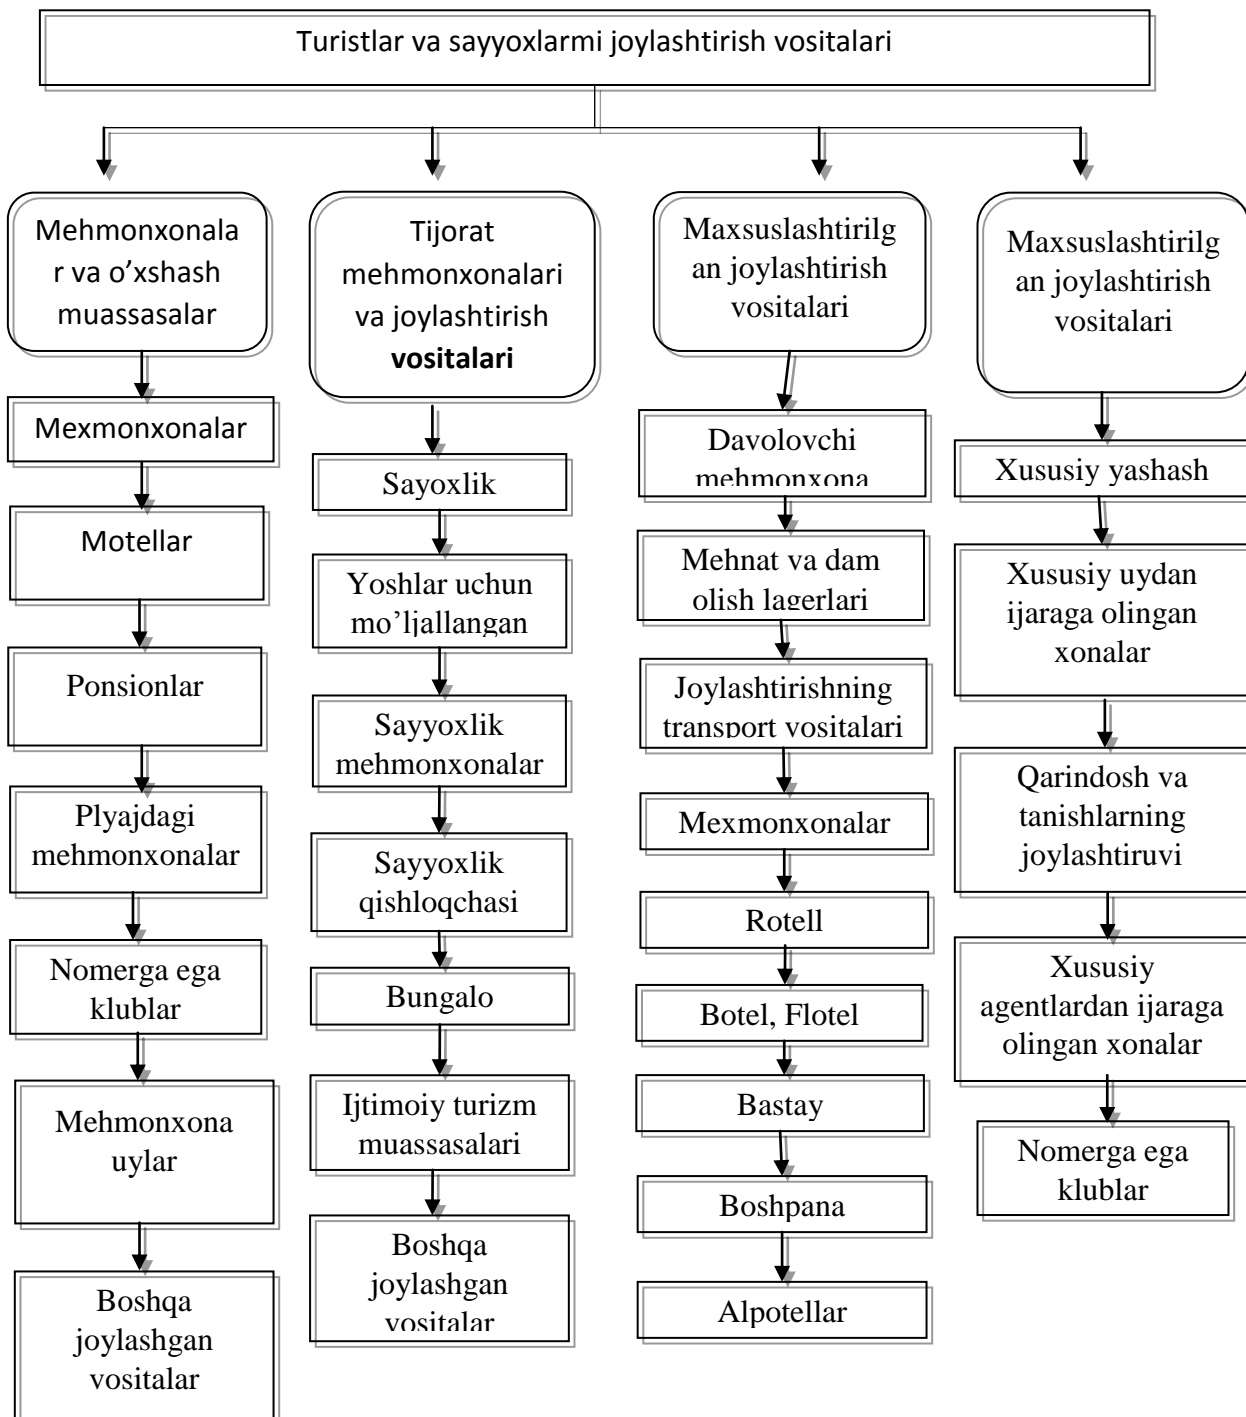 Turistlar va sayyoxlarmi joylashtirish vositalari
Mehmonxonala
r va o’xshash
muassasalar
Mexmonxonalar
Motellar
Ponsionlar
Plyajdagi
mehmonxonalar
Nomerga ega
klublar
Mehmonxona
uylar
Boshqa
joylashgan
vositalar
Tijorat
mehmonxonalari
va joylashtirish
vositalari
Sayoxlik
Yoshlar uchun
mo’ljallangan
Sayyoxlik
mehmonxonalar
Sayyoxlik
qishloqchasi
Bungalo
Ijtimoiy turizm
muassasalari
Boshqa
joylashgan
vositalar
Maxsuslashtirilg
an joylashtirish
vositalari
Davolovchi
mehmonxona
Mehnat va dam
olish lagerlari
Joylashtirishning
transport vositalari
Mexmonxonalar
Rotell
Botel, Flotel
Bastay
Boshpana
Alpotellar
Maxsuslashtirilg
an joylashtirish
vositalari
Xususiy yashash
Xususiy uydan
ijaraga olingan
xonalar
Qarindosh va
tanishlarning
joylashtiruvi
Xususiy
agentlardan ijaraga
olingan xonalar
Nomerga ega
klublar